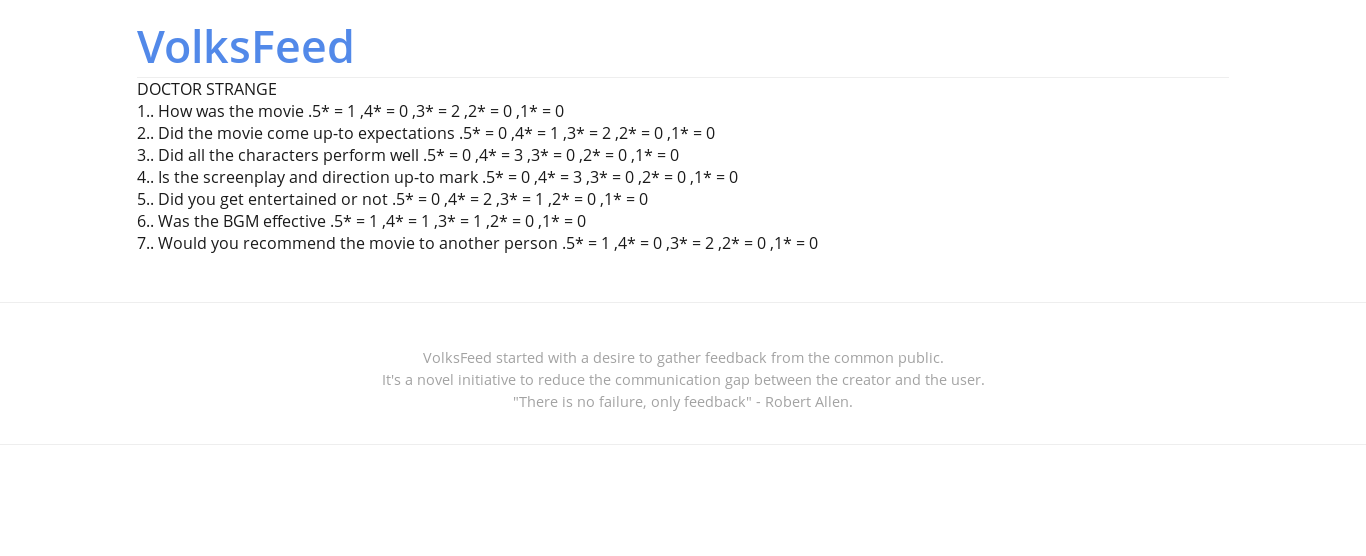 VolksFeed
DOCTOR STRANGE
1.. How was the movie .5* = 1 ,4* = 0 ,3* = 2 ,2* = 0 ,1* = 0
2.. Did the movie come up-to expectations .5* = 0 ,4* = 1 ,3* = 2 ,2* = 0 ,1* = 0
3.. Did all the characters perform well .5* = 0 ,4* = 3 ,3* = 0 ,2* = 0 ,1* = 0
4.. Is the screenplay and direction up-to mark .5* = 0 ,4* = 3 ,3* = 0 ,2* = 0 ,1* = 0
5.. Did you get entertained or not .5* = 0 ,4* = 2 ,3* = 1 ,2* = 0 ,1* = 0
6.. Was the BGM effective .5* = 1 ,4* = 1 ,3* = 1 ,2* = 0 ,1* = 0
7.. Would you recommend the movie to another person .5* = 1 ,4* = 0 ,3* = 2 ,2* = 0 ,1* = 0
VolksFeed started with a desire to gather feedback from the common public.
It's a novel initiative to reduce the communication gap between the creator and the user.
"There is no failure, only feedback" - Robert Allen.